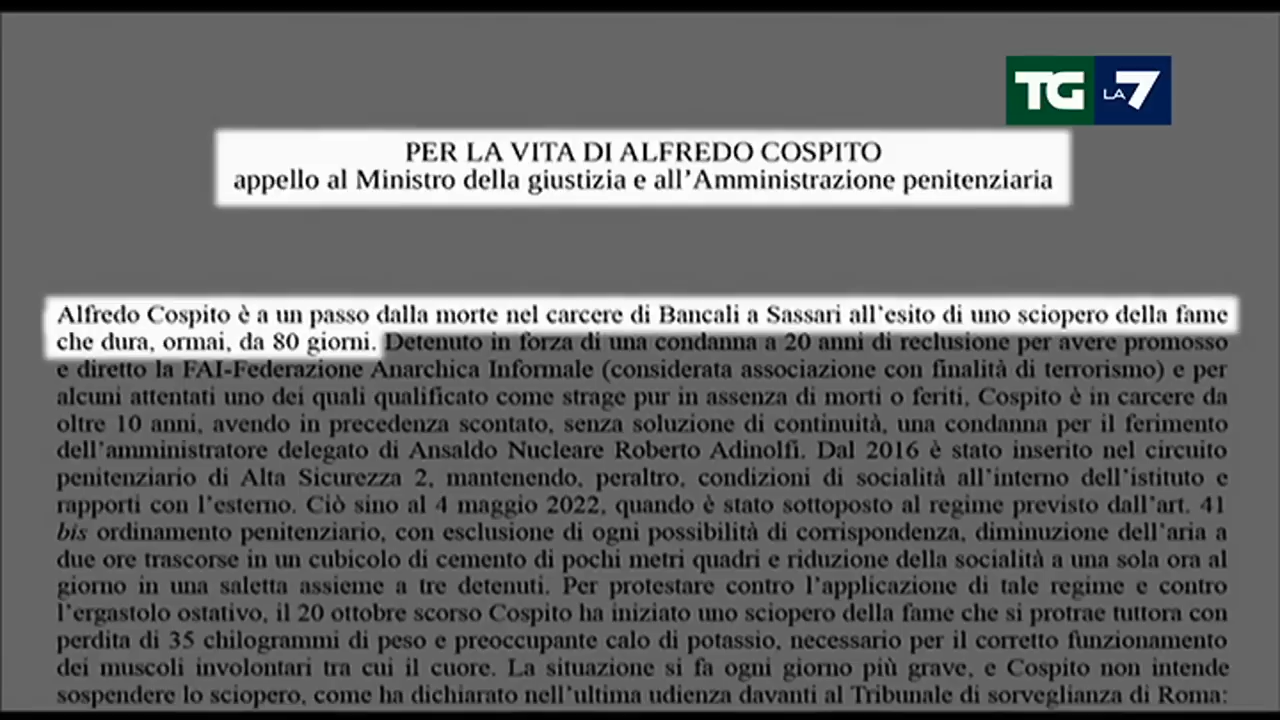 TG LA7
PER LA VITA DI ALFREDO COSPITO
appello al Ministro della giustizia e all'Amministrazione penitenziaria
Alfredo Cospito è a un passo dalla morte nel carcere di Bancali a Sassari all'esito di uno sciopero della fame
che dura, ormai, da 80 giorni. Detenuto in forza di una condanna a 20 anni di reclusione per avere promosso
e diretto la FAI-Federazione Anarchica Informale (considerata associazione con finalità di terrorismo) e per
alcuni attentati uno dei quali qualificato come strage pur in assenza di morti o feriti, Cospito è in carcere da
oltre 10 anni, avendo in precedenza scontato, senza soluzione di continuità, una condanna per il ferimento
dell'amministratore delegato di Ansaldo Nucleare Roberto Adinolfi. Dal 2016 è stato inserito nel circuito
penitenziario di Alta Sicurezza 2, mantenendo, peraltro, condizioni di socialità all'interno dell'istituto e
rapporti con l'esterno. Ciò sino al 4 maggio 2022, quando è stato sottoposto al regime previsto dall'art. 41
bis ordinamento penitenziario, con esclusione di ogni possibilità di corrispondenza, diminuzione dell'aria a
due ore trascorse in un cubicolo di cemento di pochi metri quadri e riduzione della socialità a una sola ora al
giorno in una saletta assieme a tre detenuti. Per protestare contro l'applicazione di tale regime e contro
l'ergastolo ostativo, il 20 ottobre scorso Cospito ha iniziato uno sciopero della fame che si protrae tuttora con
perdita di 35 chilogrammi di peso e preoccupante calo di potassio, necessario per il corretto funzionamento
dei muscoli involontari tra cui il cuore. La situazione si fa ogni giorno più grave, e Cospito non intende
sospendere lo sciopero, come ha dichiarato nell'ultima udienza davanti al Tribunale di sorveglianza di Roma: